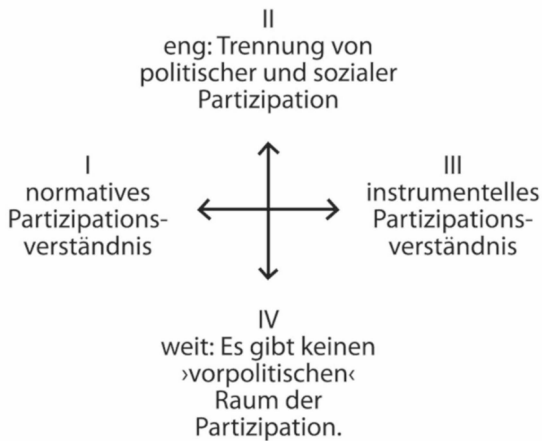 II
eng: Trennung von
politischer und sozialer
Partizipation
I
normatives
Partizipations-
verständnis
III
instrumentelles
Partizipations-
verständnis
IV
weit: Es gibt keinen
›vorpolitischen‹
Raum der
Partizipation.